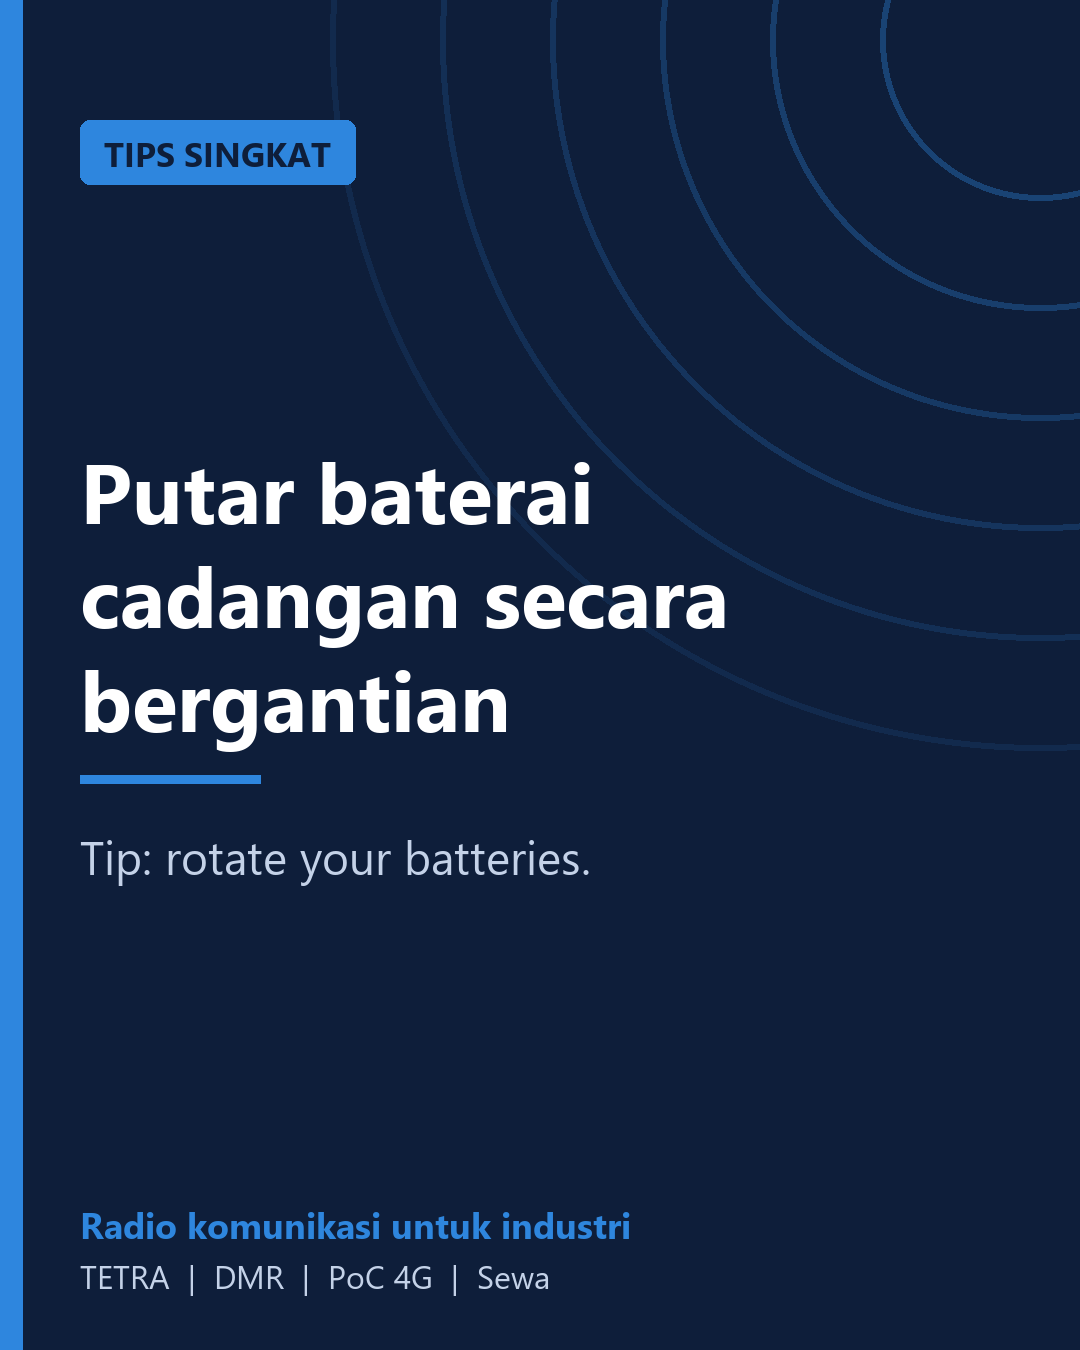 TIPS SINGKAT
Putar baterai
cadangan secara
bergantian
Tip: rotate your batteries.
Radio komunikasi untuk industri
TETRA | DMR | PoC 4G | Sewa